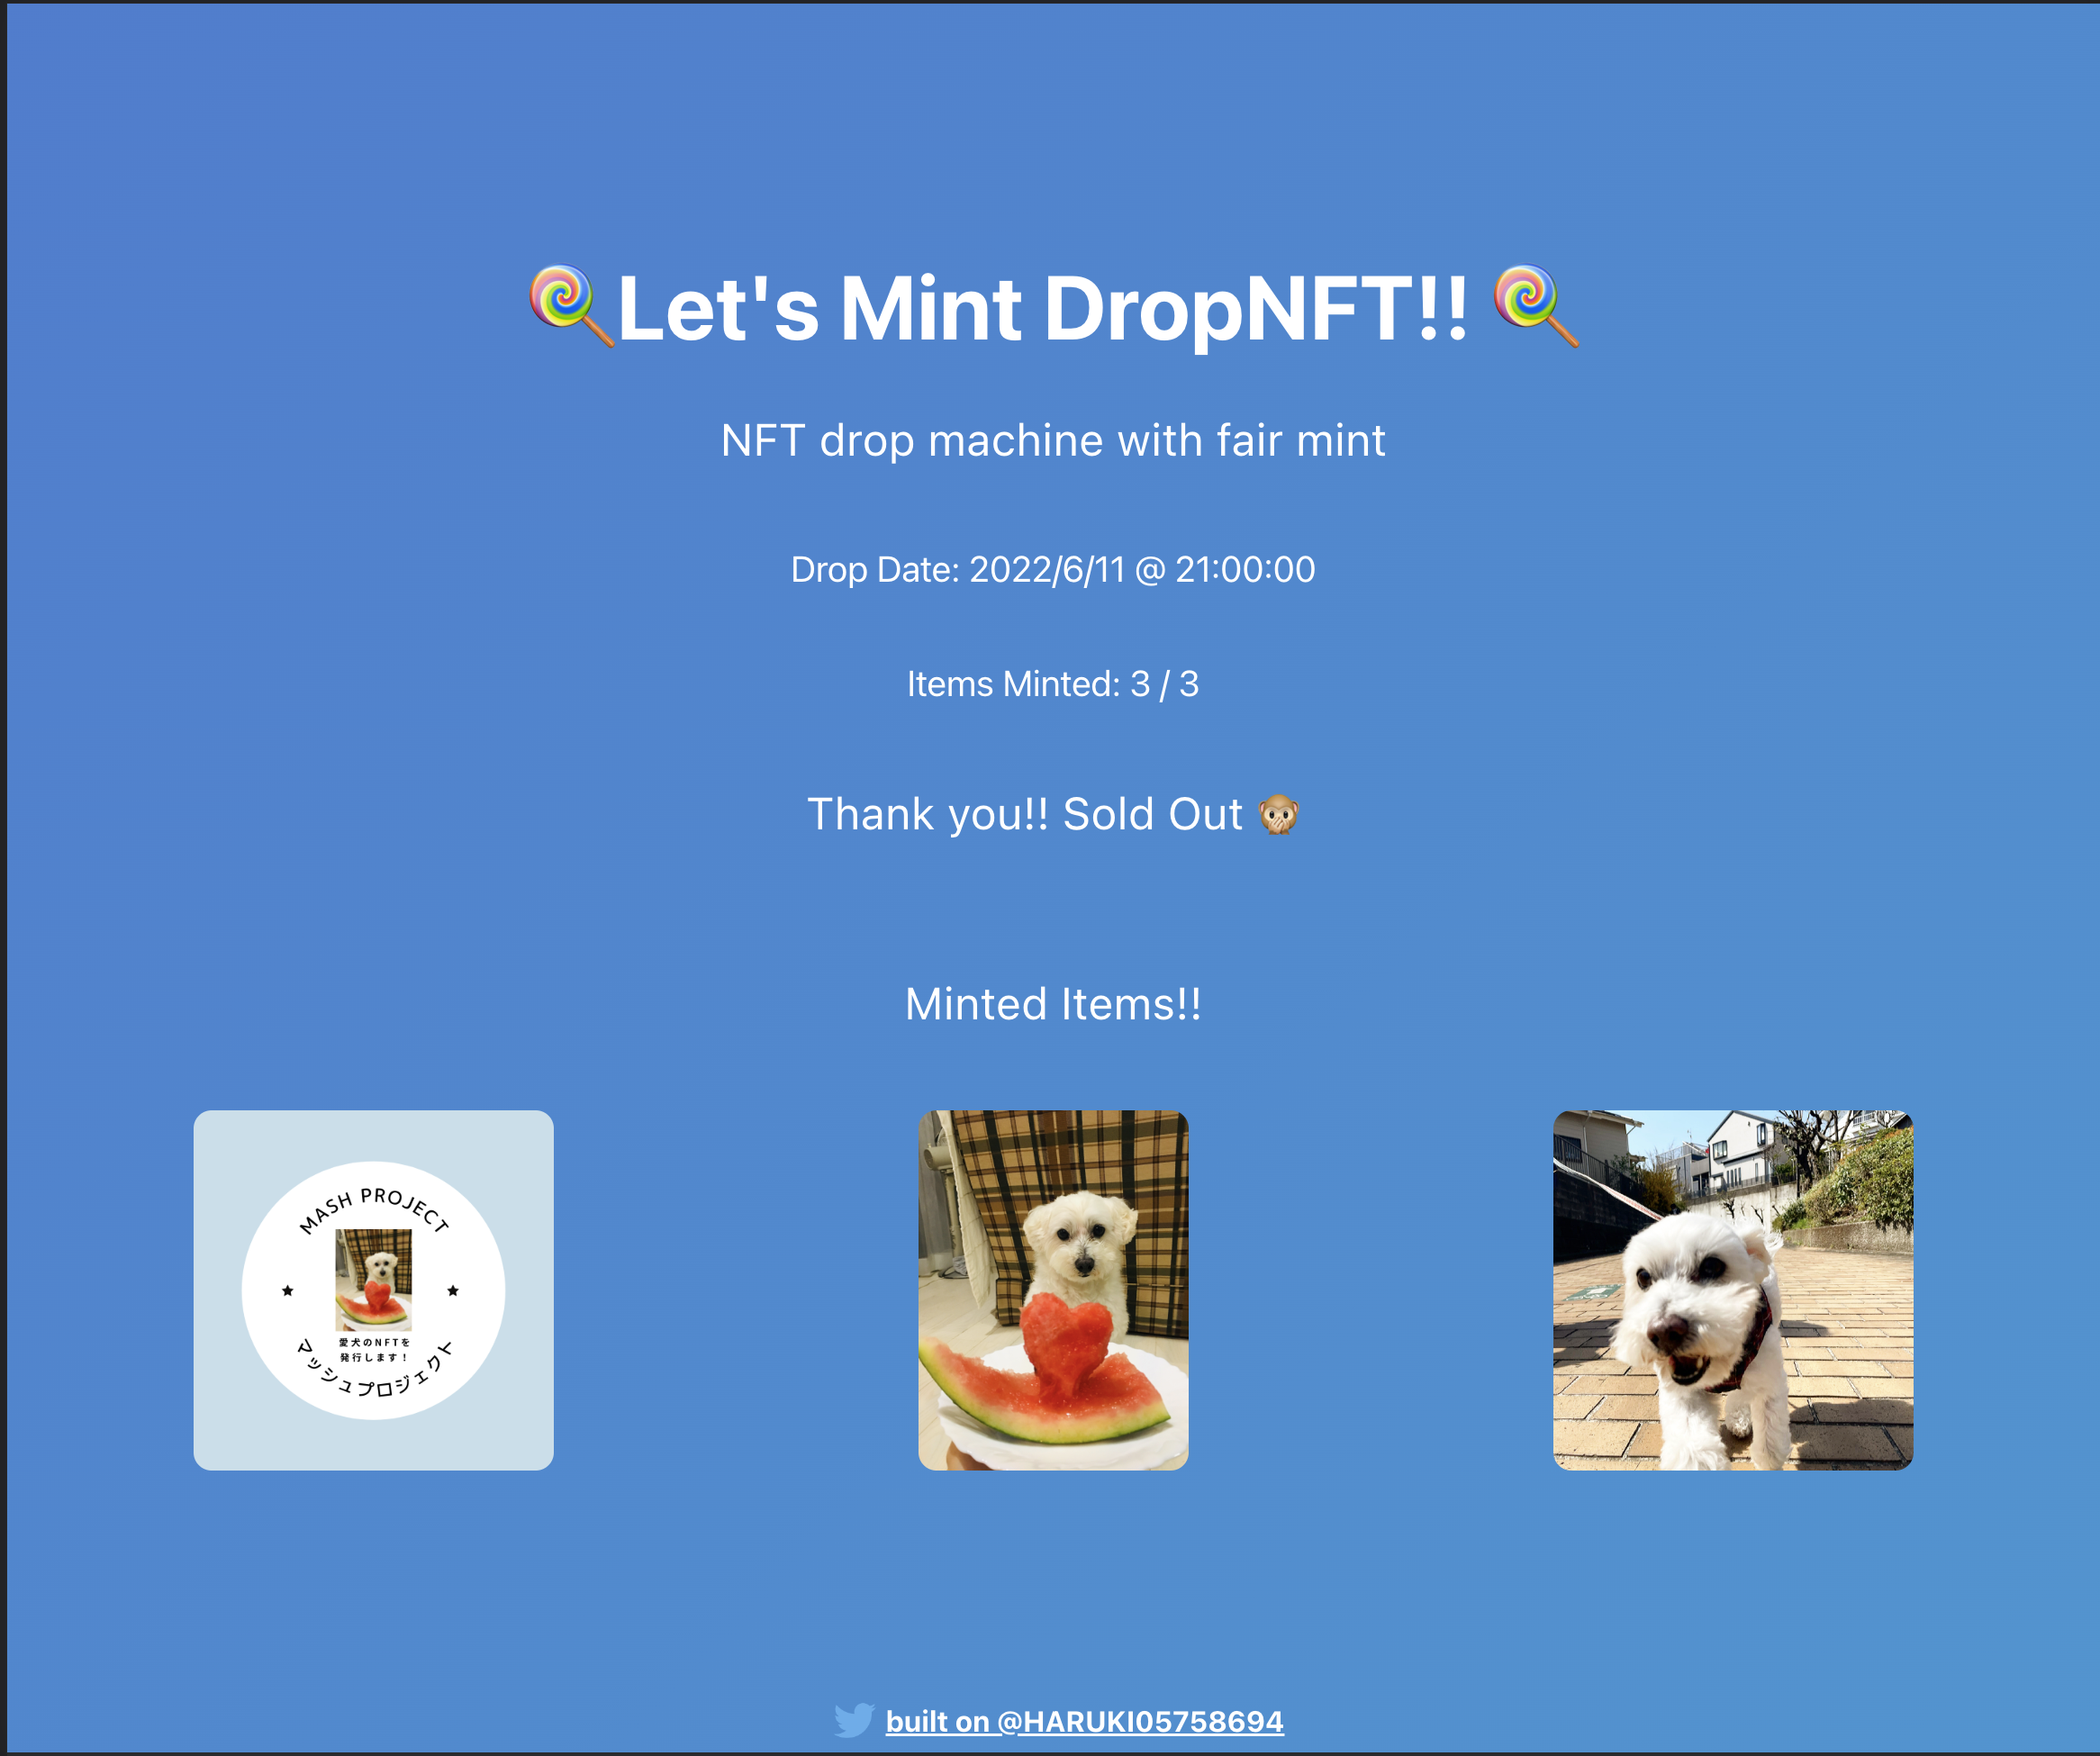 🍭Let's Mint DropNFT!! 🍭
NFT drop machine with fair mint
Drop Date: 2022/6/11 @ 21:00:00
Items Minted: 3 / 3
Thank you!! Sold Out 🙊
Minted Items!!
MASH PROJECT
愛犬のNFTを
発行します！
マッシュプロジェクト
built on @HARUKI05758694